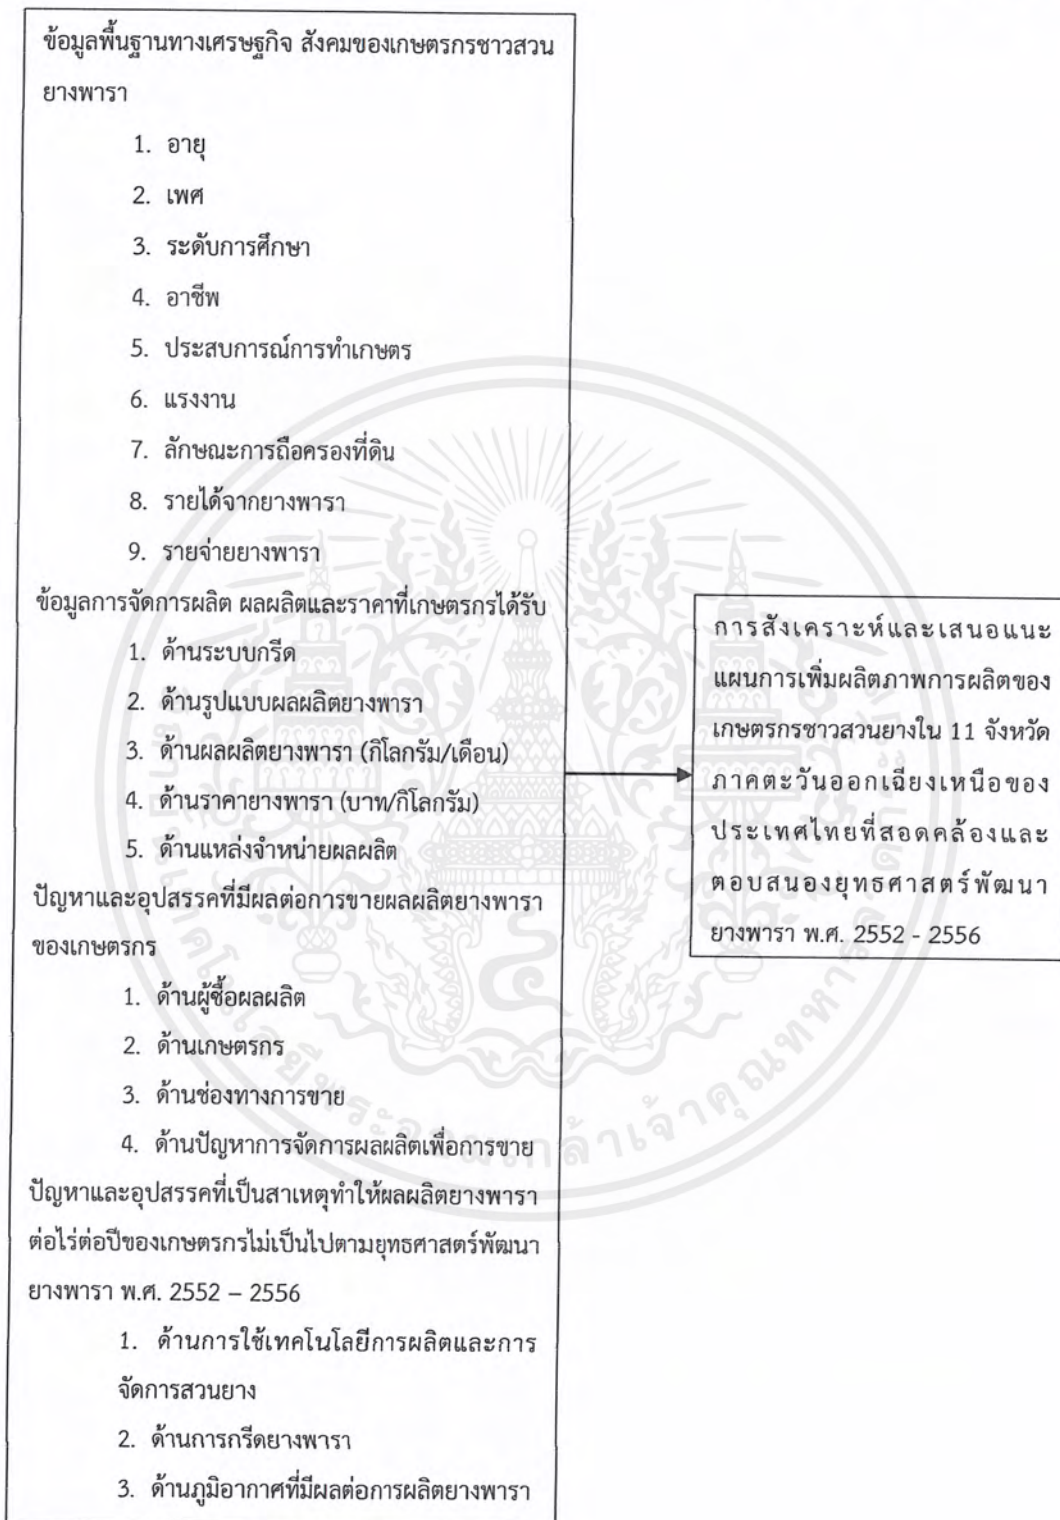 ข้อมูลพื้นฐานทางเศรษฐกิจ สังคมของเกษตรกรชาวสวน
ยางพารา
1. อายุ
2. เพศ
3. ระดับการศึกษา
4. อาชีพ
5. ประสบการณ์การทำเกษตร
6. แรงงาน
7. ลักษณะการถือครองที่ดิน
8. รายได้จากยางพารา
9. รายจ่ายยางพารา
ข้อมูลการจัดการผลิต ผลผลิตและราคาที่เกษตรกรได้รับ
1. ด้านระบบกรีด
2. ด้านรูปแบบผลผลิตยางพารา
3. ด้านผลผลิตยางพารา (กิโลกรัม/เดือน)
4. ด้านราคายางพารา (บาท/กิโลกรัม)
5. ด้านแหล่งจำหน่ายผลผลิต
ปัญหาและอุปสรรคที่มีผลต่อการขายผลผลิตยางพารา
ของเกษตรกร
1. ด้านผู้ซื้อผลผลิต
2. ด้านเกษตรกร
3. ด้านช่องทางการขาย
4. ด้านปัญหาการจัดการผลผลิตเพื่อการขาย
ปัญหาและอุปสรรคที่เป็นสาเหตุทำให้ผลผลิตยางพารา
ต่อไร่ต่อปีของเกษตรกรไม่เป็นไปตามยุทธศาสตร์พัฒนา
ยางพารา พ.ศ. 2552 – 2556
1. ด้านการใช้เทคโนโลยีการผลิตและการ
จัดการสวนยาง
2. ด้านการกรีดยางพารา
3. ด้านภูมิอากาศที่มีผลต่อการผลิตยางพารา
การสังเคราะห์และเสนอแนะ
แผนการเพิ่มผลิตภาพการผลิตของ
เกษตรกรชาวสวนยางใน 11 จังหวัด
ภาคตะวันออกเฉียงเหนือของ
ประเทศไทยที่สอดคล้องและ
ตอบสนองยุทธศาสตร์พัฒนา
ยางพารา พ.ศ. 2552 - 2556